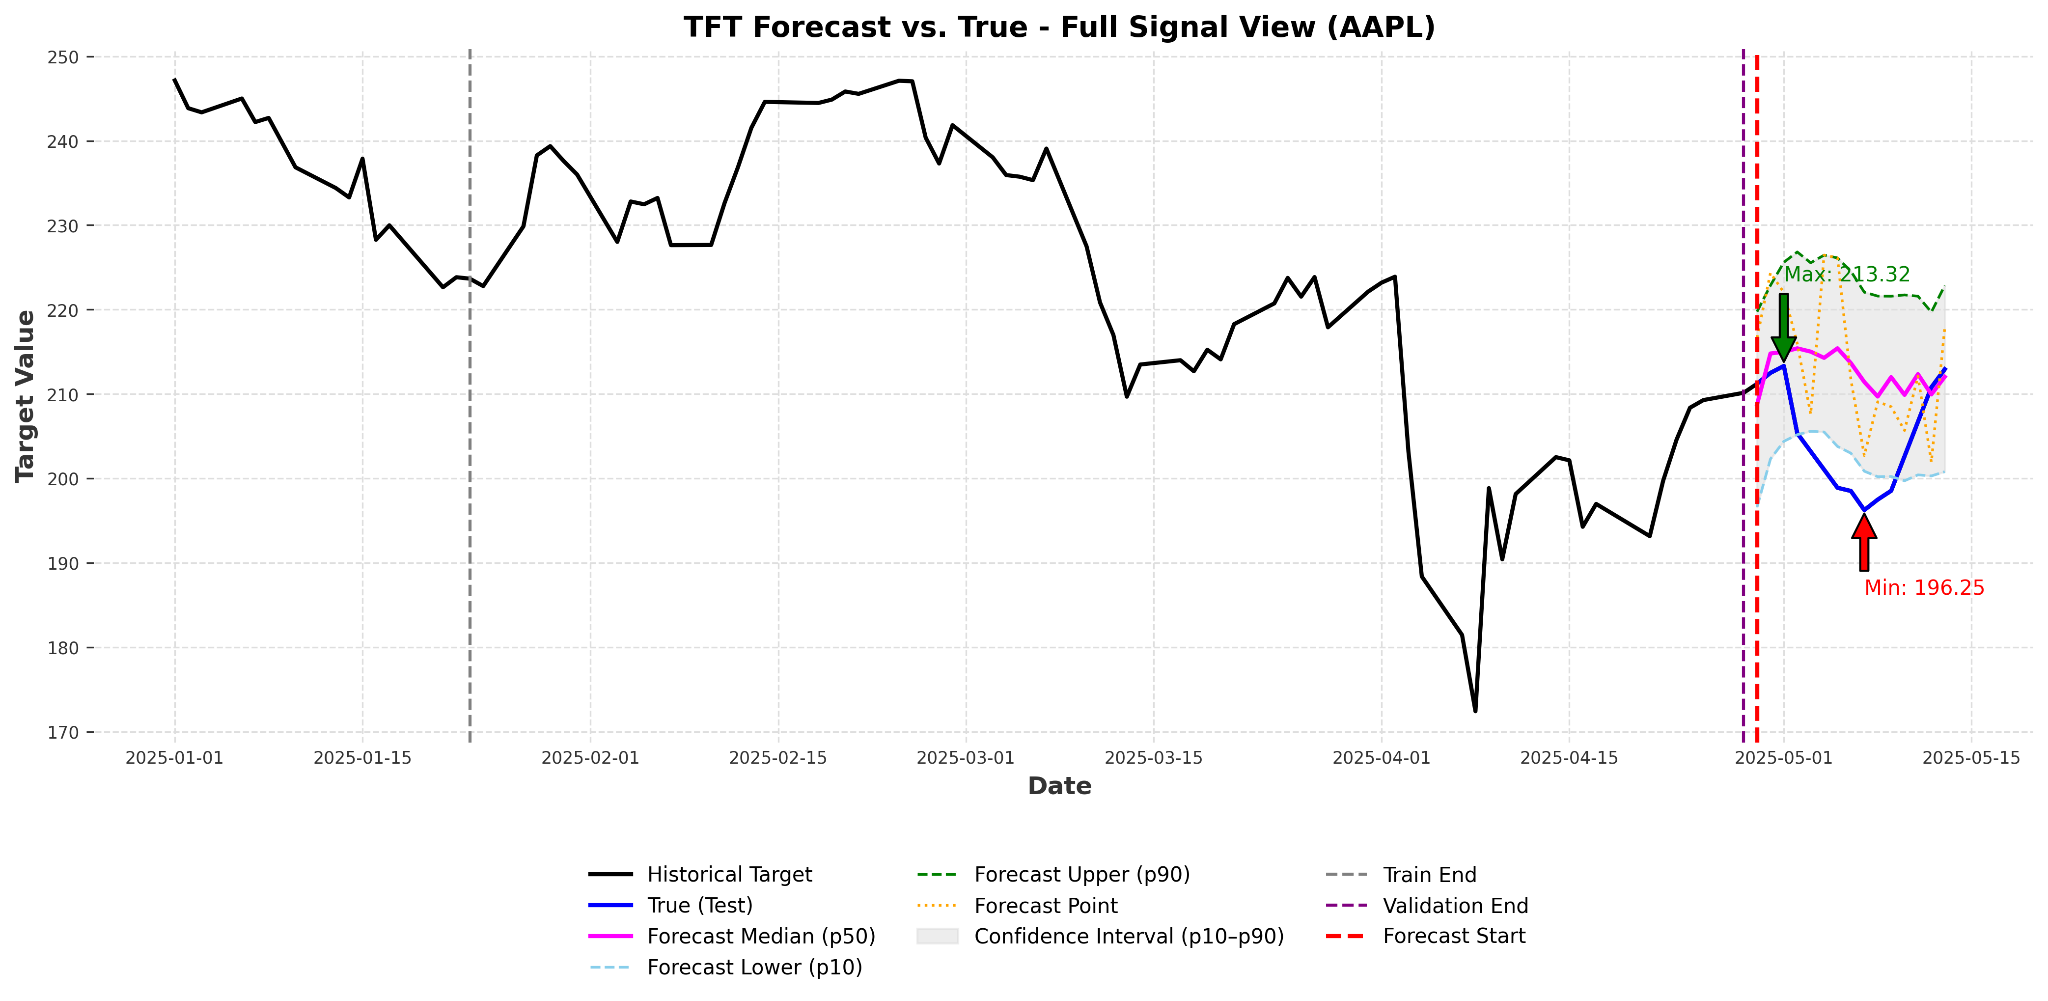 TFT Forecast vs. True - Full Signal View (AAPL)
Target Value
250
240
230
220
210
200
190
180
170
Max: 213.32
Min: 196.25
2025-01-01
2025-01-15
2025-02-01
2025-02-15
2025-03-01
2025-03-15
2025-04-01
2025-04-15
2025-05-01
2025-05-15
Date
Historical Target
True (Test)
Forecast Median (p50)
Forecast Lower (p10)
Forecast Upper (p90)
Forecast Point
Confidence Interval (p10–p90)
Train End
Validation End
Forecast Start